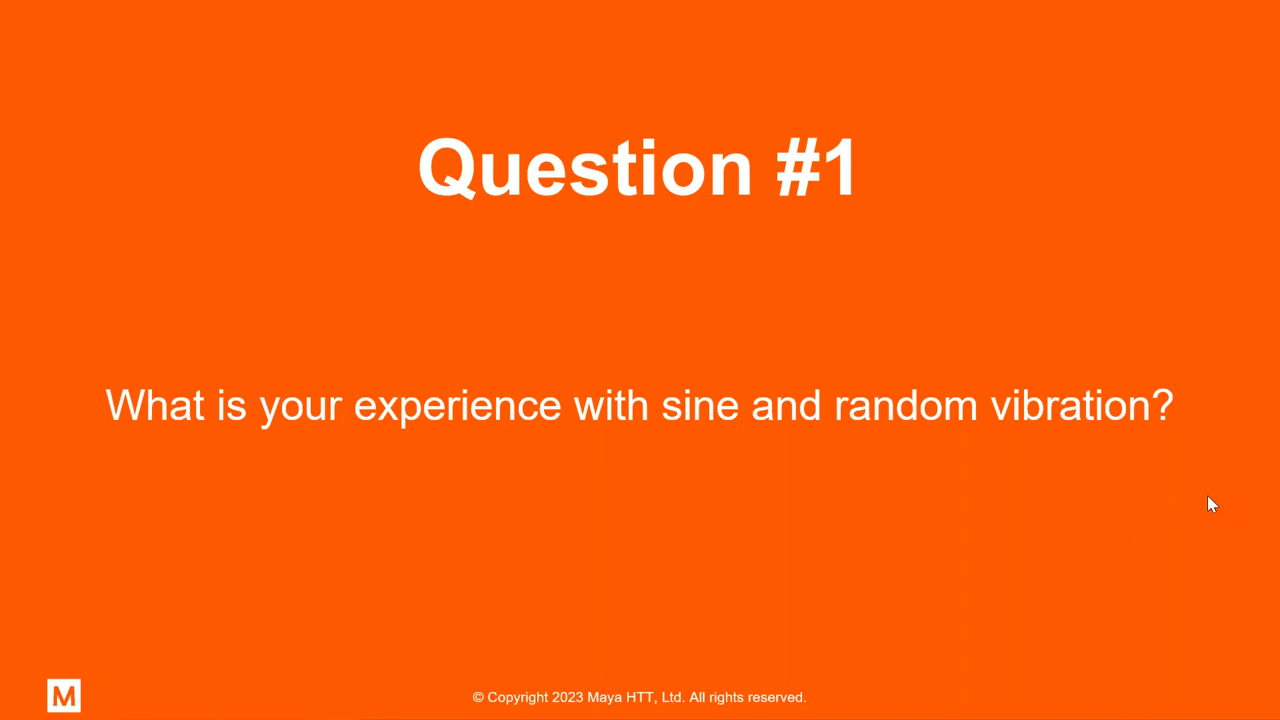 Question #1
What is your experience with sine and random vibration?
M
© Copyright 2023 Maya HTT, Ltd. All rights reserved.